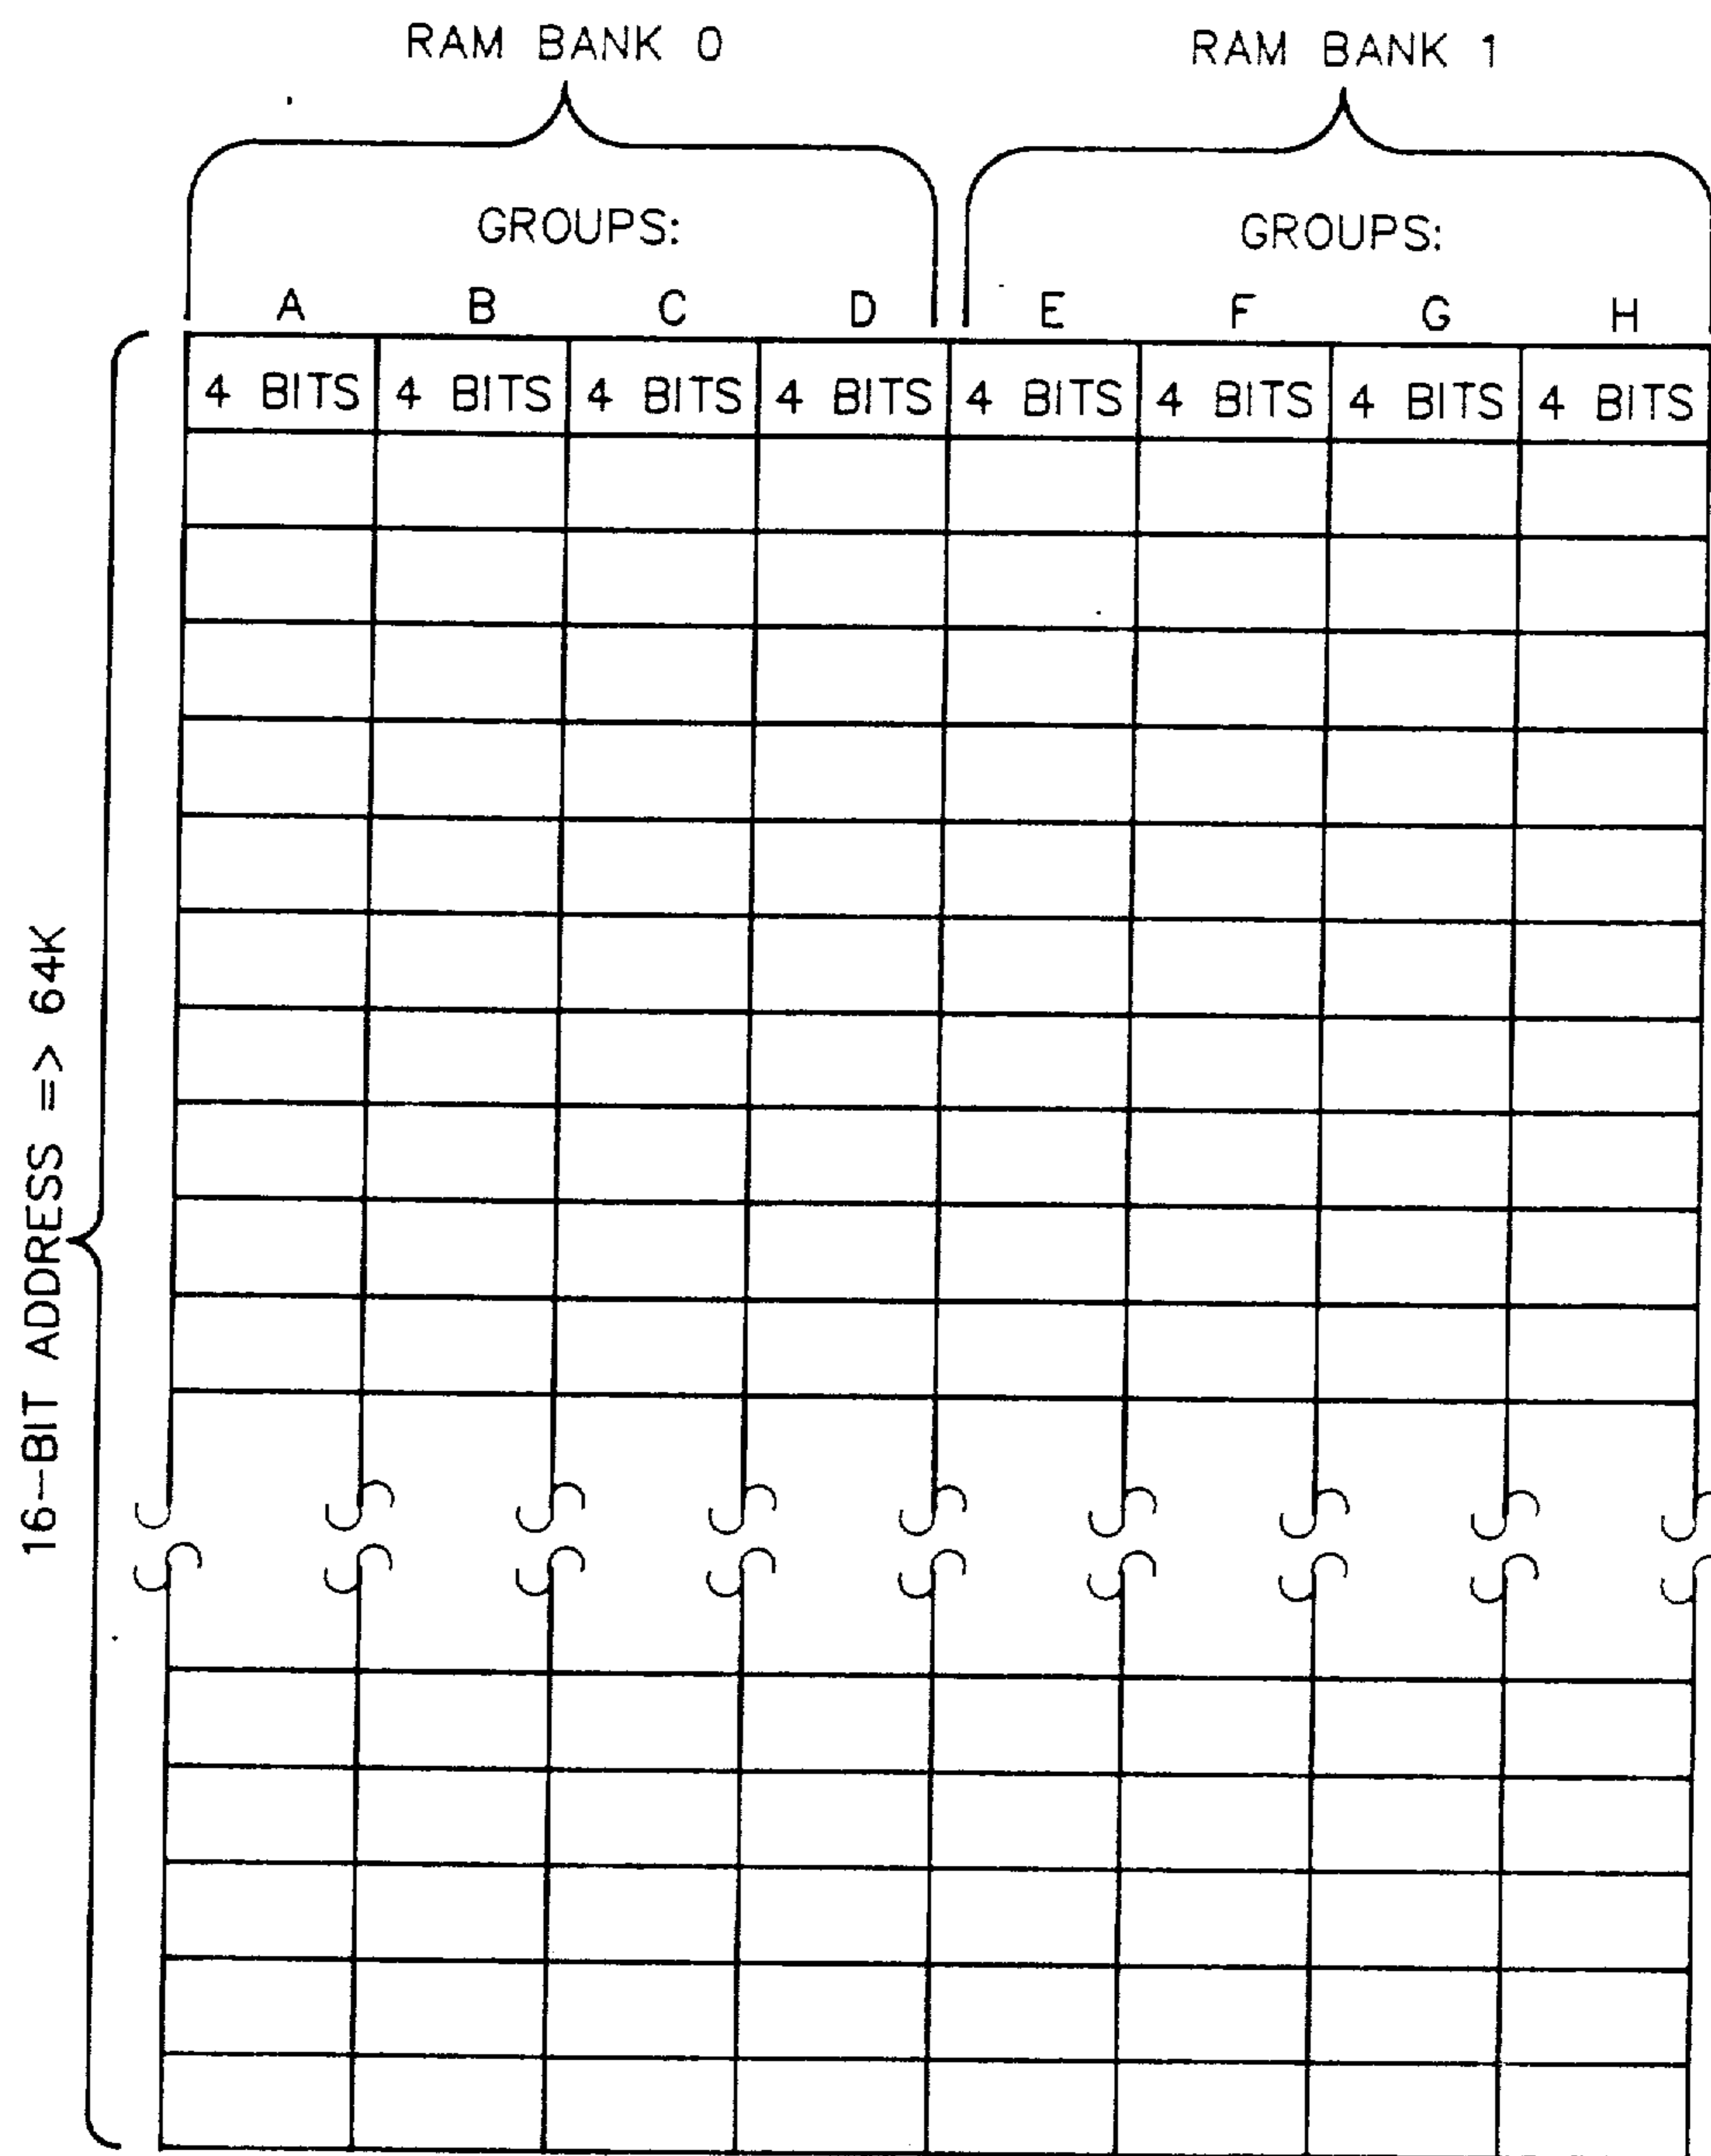 RAM BANK 0 RAM BANK 1
GROUPS: GROUPS:
A B C D E F G H
4 BITS 4 BITS 4 BITS 4 BITS 4 BITS 4 BITS 4 BITS 4 BITS
16-BIT ADDRESS => 64K